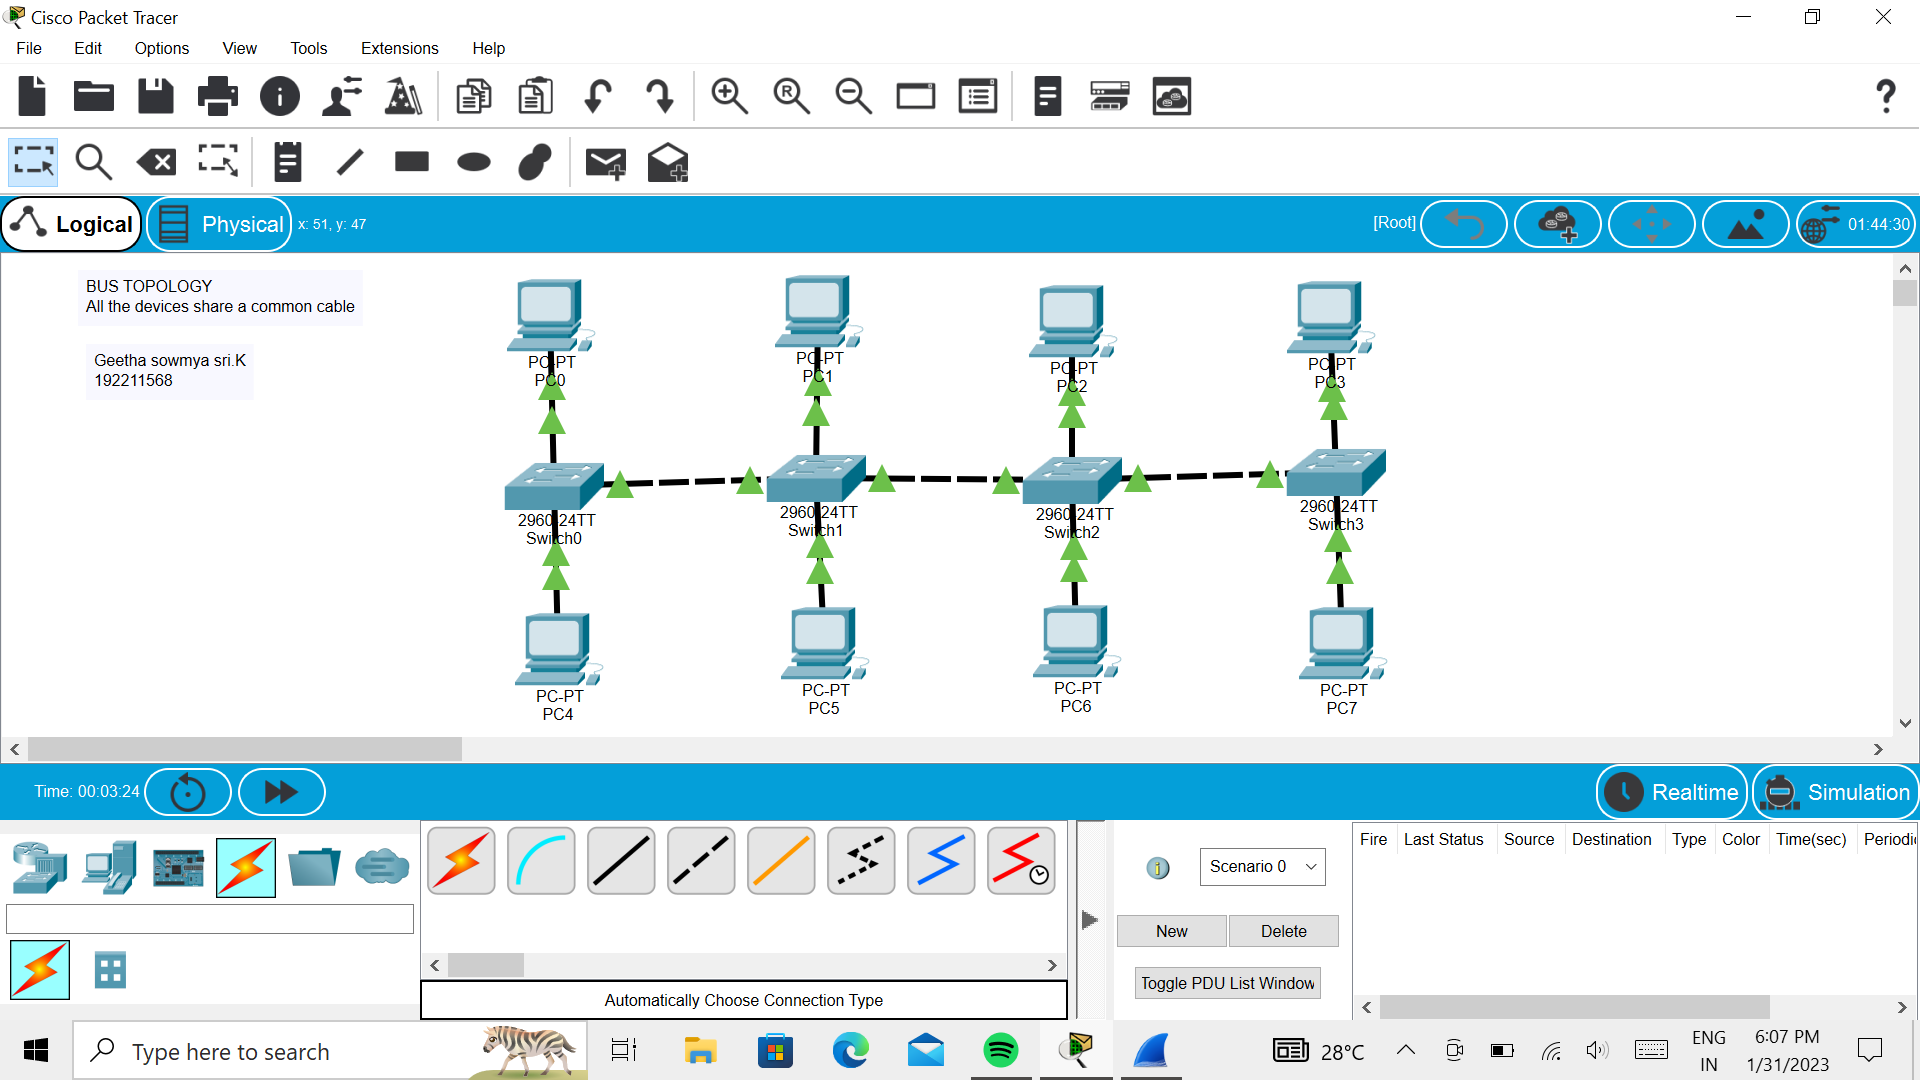 Cisco Packet Tracer
File Edit Options View Tools Extensions Help
Logical Physical x: 51, y: 47 [Root] 01:44:30
BUS TOPOLOGY
All the devices share a common cable
Geetha sowmya sri.K
192211568
PC-PT
PC0
PC-PT
PC1
PC-PT
PC2
PC-PT
PC3
2960-24TT
Switch0
2960-24TT
Switch1
2960-24TT
Switch2
2960-24TT
Switch3
PC-PT
PC4
PC-PT
PC5
PC-PT
PC6
PC-PT
PC7
Time: 00:03:24 Realtime Simulation
Scenario 0
New Delete
Toggle PDU List Window
Fire Last Status Source Destination Type Color Time(sec) Periodi
Automatically Choose Connection Type
Type here to search
28°C
ENG
IN
6:07 PM
1/31/2023